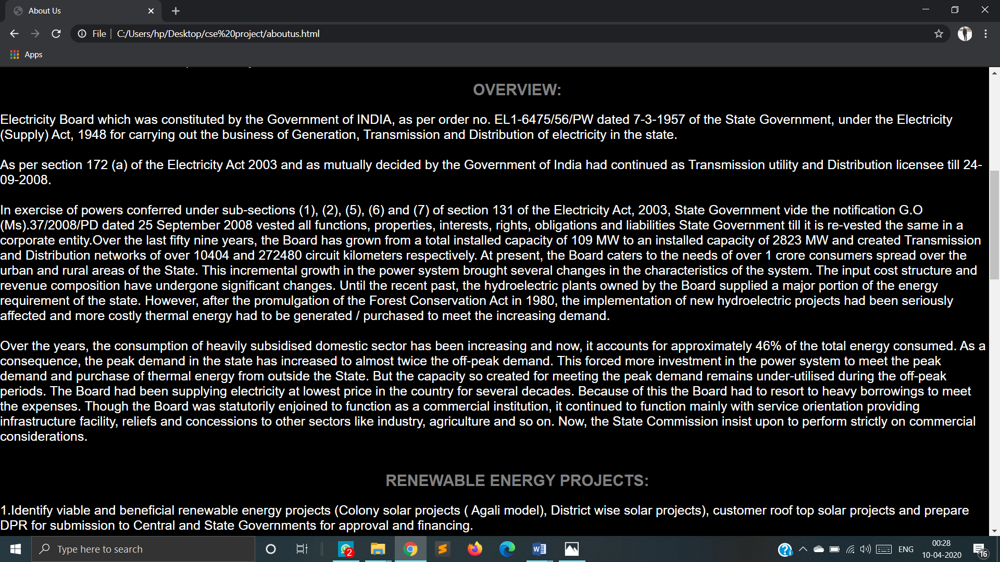 About Us
File
C:/Users/hp/Desktop/cse%20project/aboutus.html
Apps
OVERVIEW:
Electricity Board which was constituted by the Government of INDIA, as per order no. EL1-6475/56/PW dated 7-3-1957 of the State Government, under the Electricity
(Supply) Act, 1948 for carrying out the business of Generation, Transmission and Distribution of electricity in the state.
As per section 172 (a) of the Electricity Act 2003 and as mutually decided by the Government of India had continued as Transmission utility and Distribution licensee till 24-
09-2008.
In exercise of powers conferred under sub-sections (1), (2), (5), (6) and (7) of section 131 of the Electricity Act, 2003, State Government vide the notification G.O
(Ms).37/2008/PD dated 25 September 2008 vested all functions, properties, interests, rights, obligations and liabilities State Government till it is re-vested the same in a
corporate entity.Over the last fifty nine years, the Board has grown from a total installed capacity of 109 MW to an installed capacity of 2823 MW and created Transmission
and Distribution networks of over 10404 and 272480 circuit kilometers respectively. At present, the Board caters to the needs of over 1 crore consumers spread over the
urban and rural areas of the State. This incremental growth in the power system brought several changes in the characteristics of the system. The input cost structure and
revenue composition have undergone significant changes. Until the recent past, the hydroelectric plants owned by the Board supplied a major portion of the energy
requirement of the state. However, after the promulgation of the Forest Conservation Act in 1980, the implementation of new hydroelectric projects had been seriously
affected and more costly thermal energy had to be generated / purchased to meet the increasing demand.
Over the years, the consumption of heavily subsidised domestic sector has been increasing and now, it accounts for approximately 46% of the total energy consumed. As a
consequence, the peak demand in the state has increased to almost twice the off-peak demand. This forced more investment in the power system to meet the peak
demand and purchase of thermal energy from outside the State. But the capacity so created for meeting the peak demand remains under-utilised during the off-peak
periods. The Board had been supplying electricity at lowest price in the country for several decades. Because of this the Board had to resort to heavy borrowings to meet
the expenses. Though the Board was statutorily enjoined to function as a commercial institution, it continued to function mainly with service orientation providing
infrastructure facility, reliefs and concessions to other sectors like industry, agriculture and so on. Now, the State Commission insist upon to perform strictly on commercial
considerations.
RENEWABLE ENERGY PROJECTS:
1.Identify viable and beneficial renewable energy projects (Colony solar projects ( Agali model), District wise solar projects), customer roof top solar projects and prepare
DPR for submission to Central and State Governments for approval and financing.
Type here to search
2
ENG
00:28
10-04-2020
16